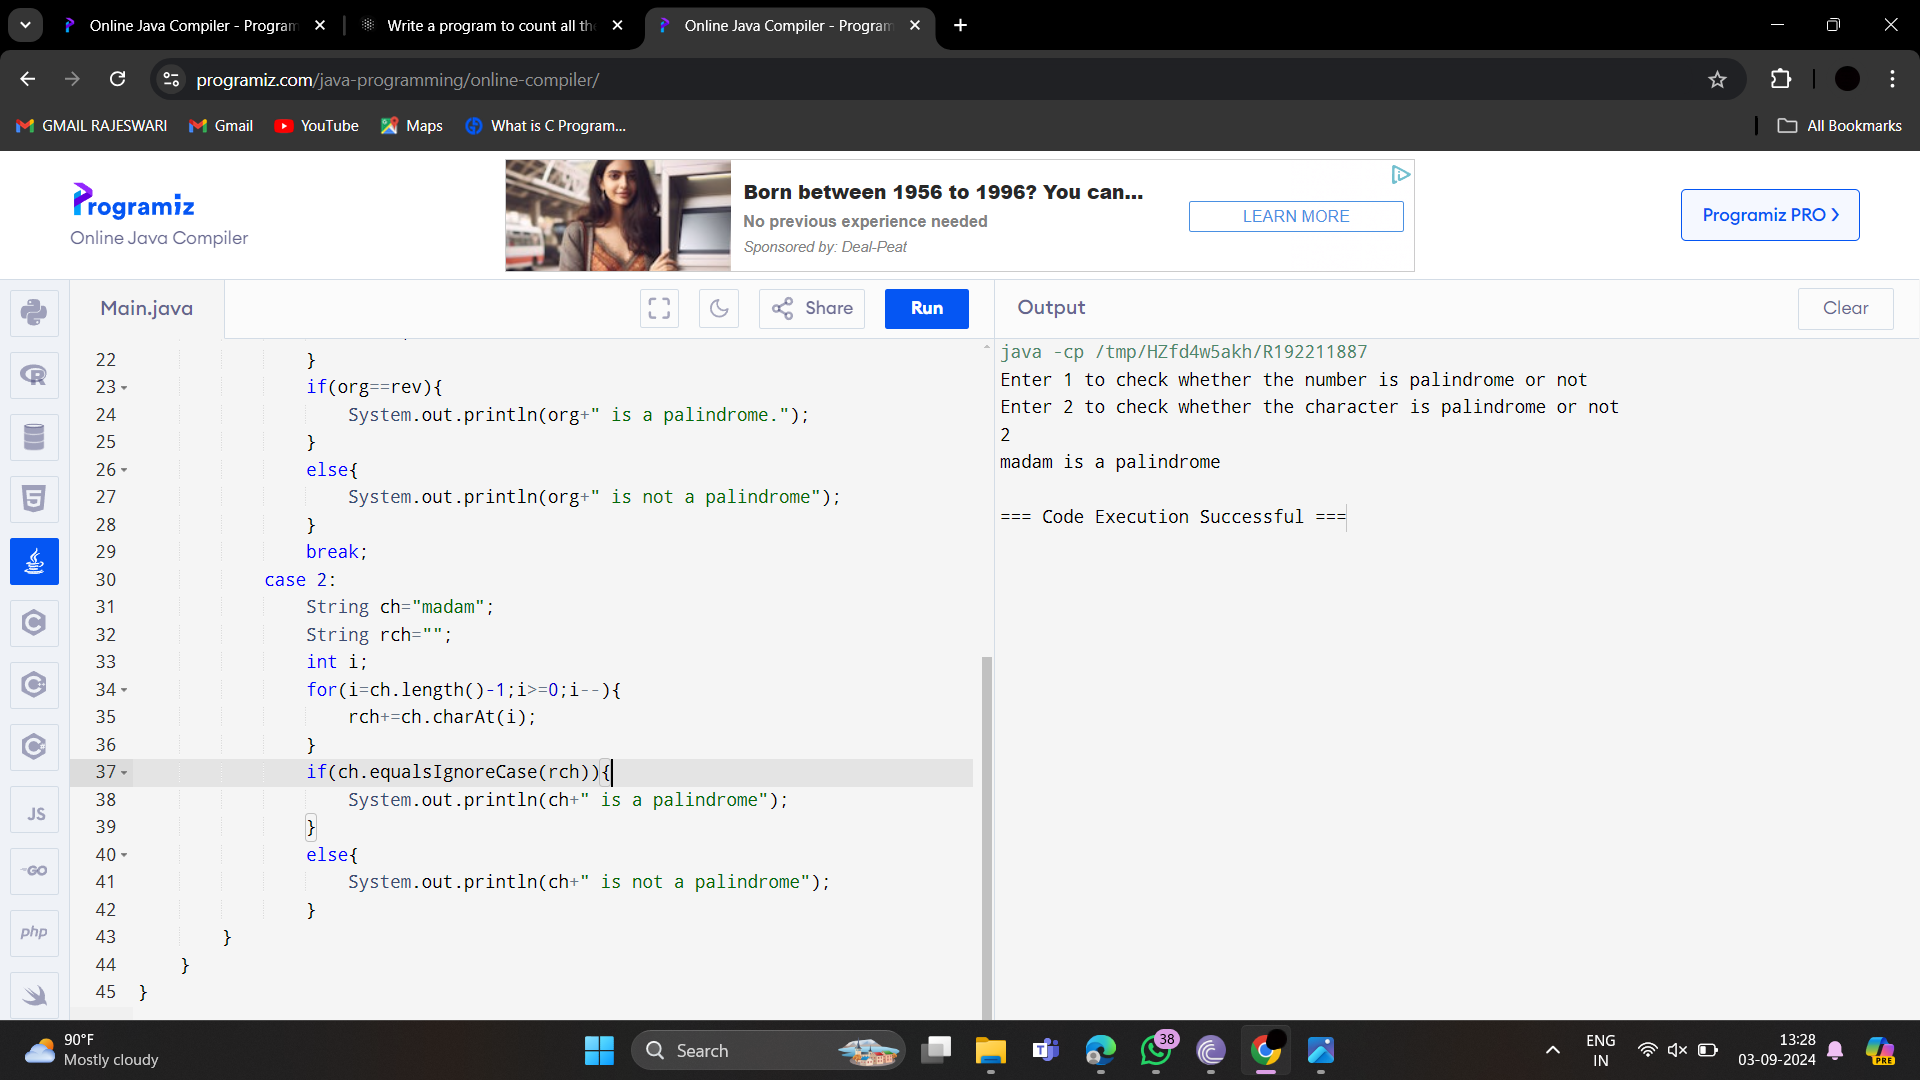 Online Java Compiler - Program
Write a program to count all the
Online Java Compiler - Program
programiz.com/java-programming/online-compiler/
GMAIL RAJESWARI
Gmail
YouTube
Maps
What is C Program...
All Bookmarks
Programiz
Online Java Compiler
Born between 1956 to 1996? You can...
No previous experience needed
Sponsored by: Deal-Peat
LEARN MORE
Programiz PRO >
Main.java
Share
Run
Output
Clear
22 }
23 if(org==rev){
24 System.out.println(org+" is a palindrome.");
25 }
26 else{
27 System.out.println(org+" is not a palindrome");
28 }
29 break;
30 case 2:
31 String ch="madam";
32 String rch="";
33 int i;
34 for(i=ch.length()-1;i>=0;i--){
35 rch+=ch.charAt(i);
36 }
37 if(ch.equalsIgnoreCase(rch)){
38 System.out.println(ch+" is a palindrome");
39 }
40 else{
41 System.out.println(ch+" is not a palindrome");
42 }
43 }
44 }
45 }
java -cp /tmp/HZfd4w5akh/R192211887
Enter 1 to check whether the number is palindrome or not
Enter 2 to check whether the character is palindrome or not
2
madam is a palindrome
=== Code Execution Successful ===
R
5
C
C
C
JS
GO
php
90°F
Mostly cloudy
Search
38
ENG
IN
13:28
03-09-2024
PRE